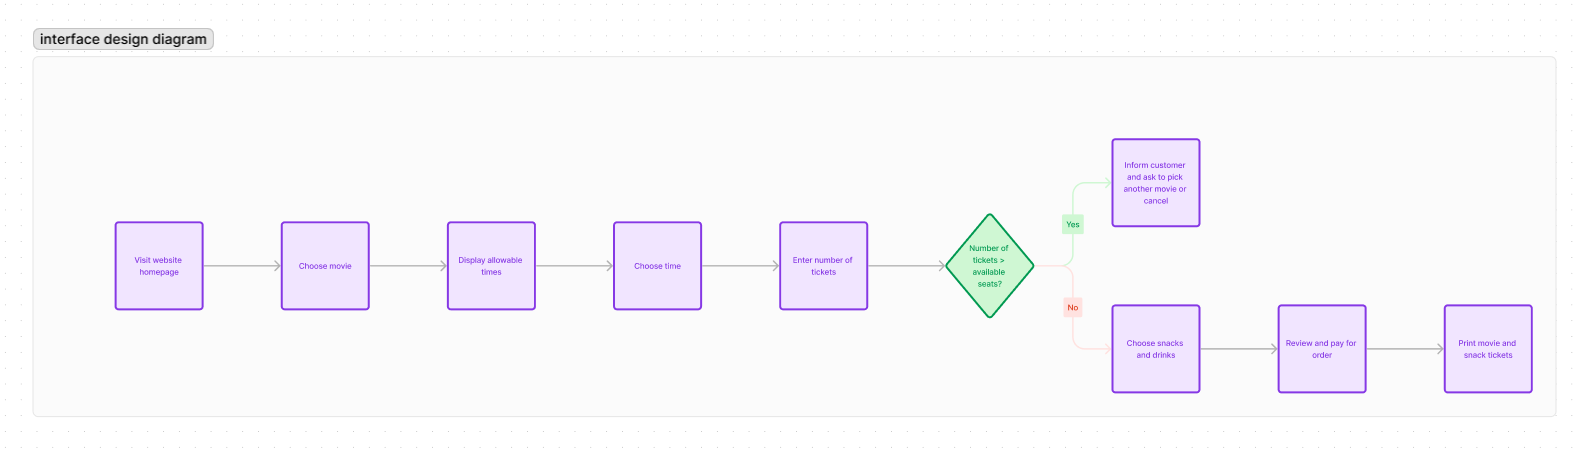 interface design diagram
Visit website
homepage
Choose movie
Display allowable
times
Choose time
Enter number of
tickets
Number of
tickets >
available
seats?
Yes
Inform customer
and ask to pick
another movie or
cancel
No
Choose snacks
and drinks
Review and pay for
order
Print movie and
snack tickets